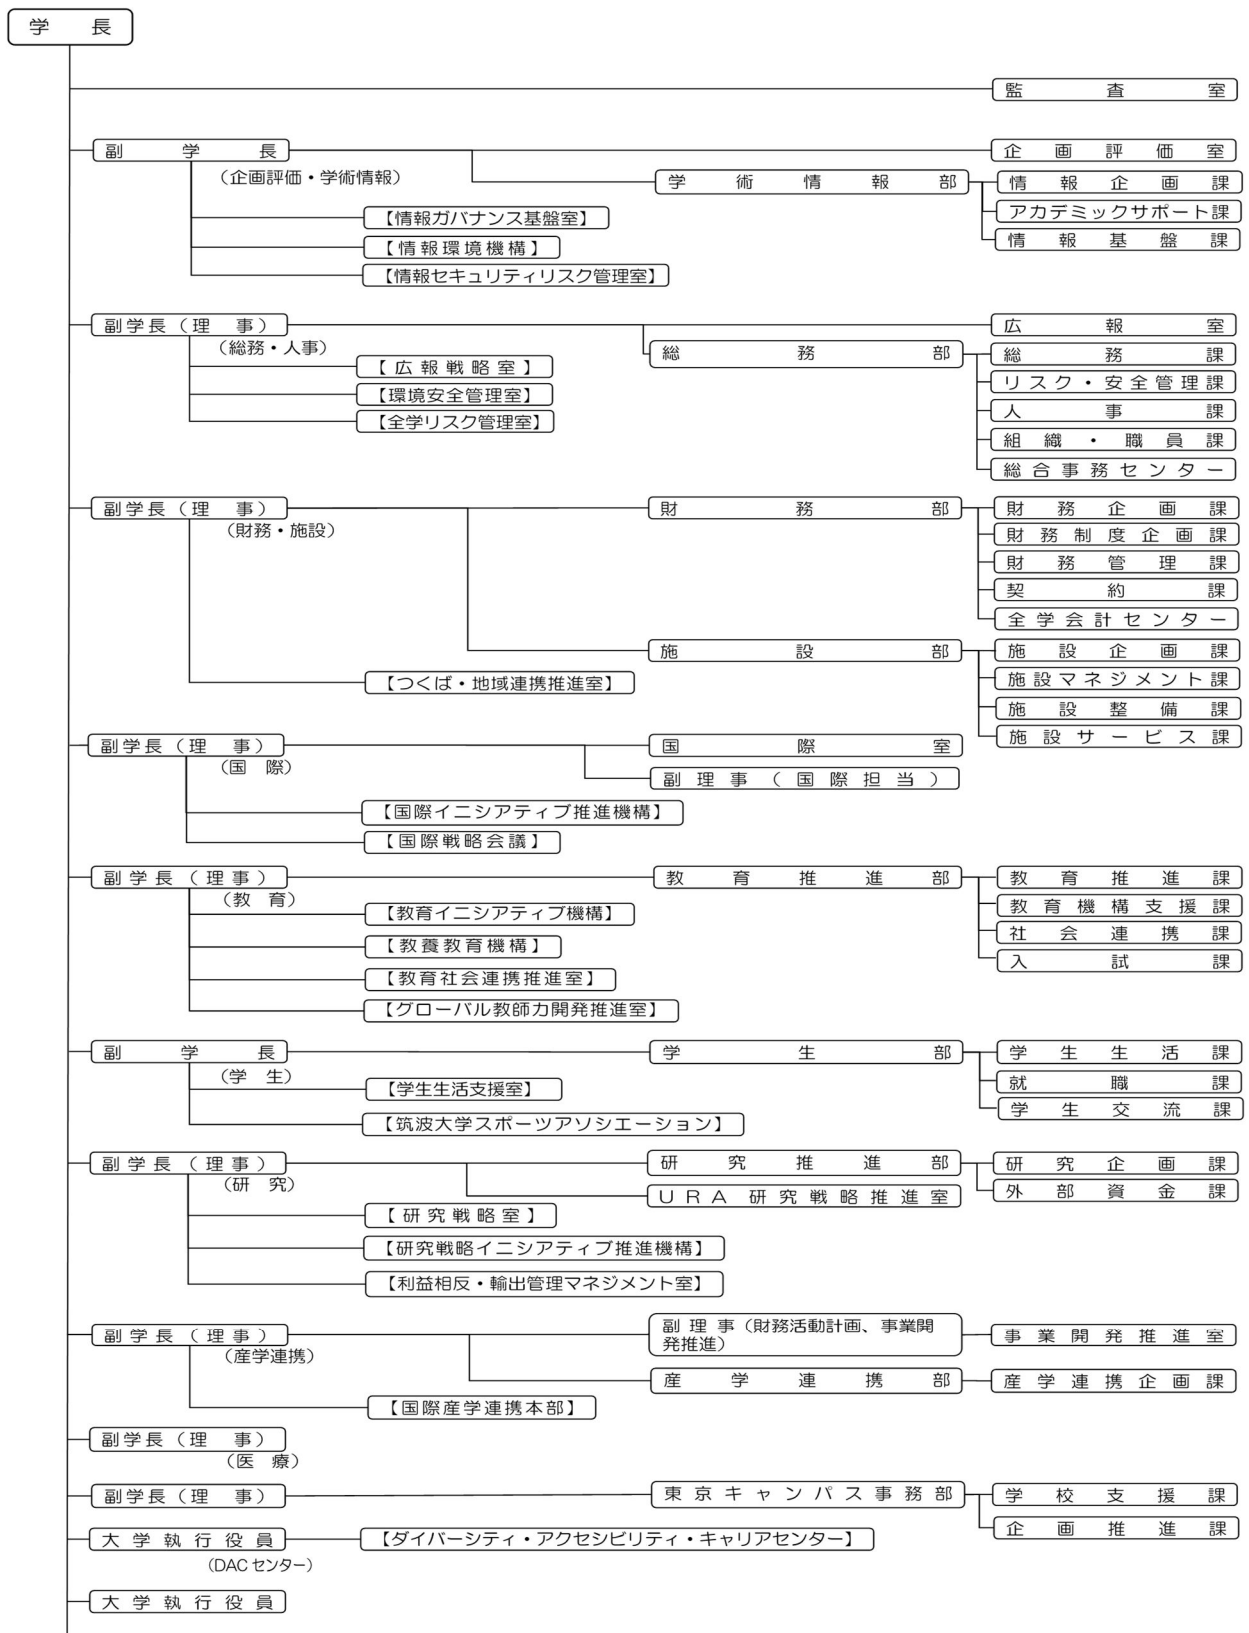 学長
監査室
副学長
企画評価室
（企画評価・学術情報）
学術情報部
情報企画課
【情報ガバナンス基盤室】
アカデミックサポート課
【情報環境機構】
情報基盤課
【情報セキュリティリスク管理室】
副学長（理事）
広報室
（総務・人事）
総務部
総務課
【広報戦略室】
リスク・安全管理課
【環境安全管理室】
人事課
【全学リスク管理室】
組織・職員課
総合事務センター
副学長（理事）
財務部
財務企画課
（財務・施設）
財務制度企画課
財務管理課
契約課
全学会計センター
施設部
施設企画課
【つくば・地域連携推進室】
施設マネジメント課
施設整備課
施設サービス課
副学長（理事）
国際室
（国際）
副理事（国際担当）
【国際イニシアティブ推進機構】
【国際戦略会議】
副学長（理事）
教育推進部
教育推進課
（教育）
教育機構支援課
【教育イニシアティブ機構】
社会連携課
【教養教育機構】
入試課
【教育社会連携推進室】
【グローバル教師力開発推進室】
副学長
学生部
学生生活課
（学生）
就職課
【学生生活支援室】
学生交流課
【筑波大学スポーツアソシエーション】
副学長（理事）
研究推進部
研究企画課
（研究）
URA研究戦略推進室
外部資金課
【研究戦略室】
【研究戦略イニシアティブ推進機構】
【利益相反・輸出管理マネジメント室】
副学長（理事）
副理事（財務活動計画、事業開
発推進）
事業開発推進室
（産学連携）
産学連携部
産学連携企画課
【国際産学連携本部】
副学長（理事）
（医療）
副学長（理事）
東京キャンパス事務部
学校支援課
企画推進課
大学執行役員
【ダイバーシティ・アクセシビリティ・キャリアセンター】
（DACセンター）
大学執行役員